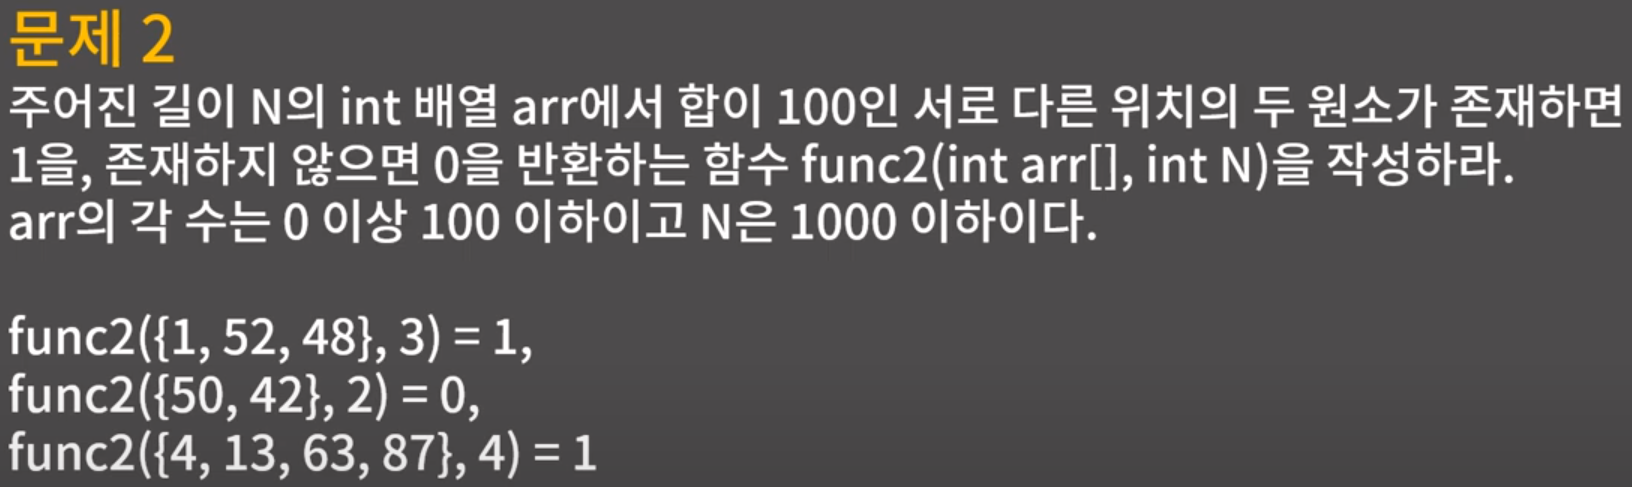 문제 2
주어진 길이 N의 int 배열 arr에서 합이 100인 서로 다른 위치의 두 원소가 존재하면
1을, 존재하지 않으면 0을 반환하는 함수 func2(int arr[], int N)을 작성하라.
arr의 각 수는 0 이상 100 이하이고 N은 1000 이하이다.
func2({1, 52, 48}, 3) = 1,
func2({50, 42}, 2) = 0,
func2({4, 13, 63, 87}, 4) = 1